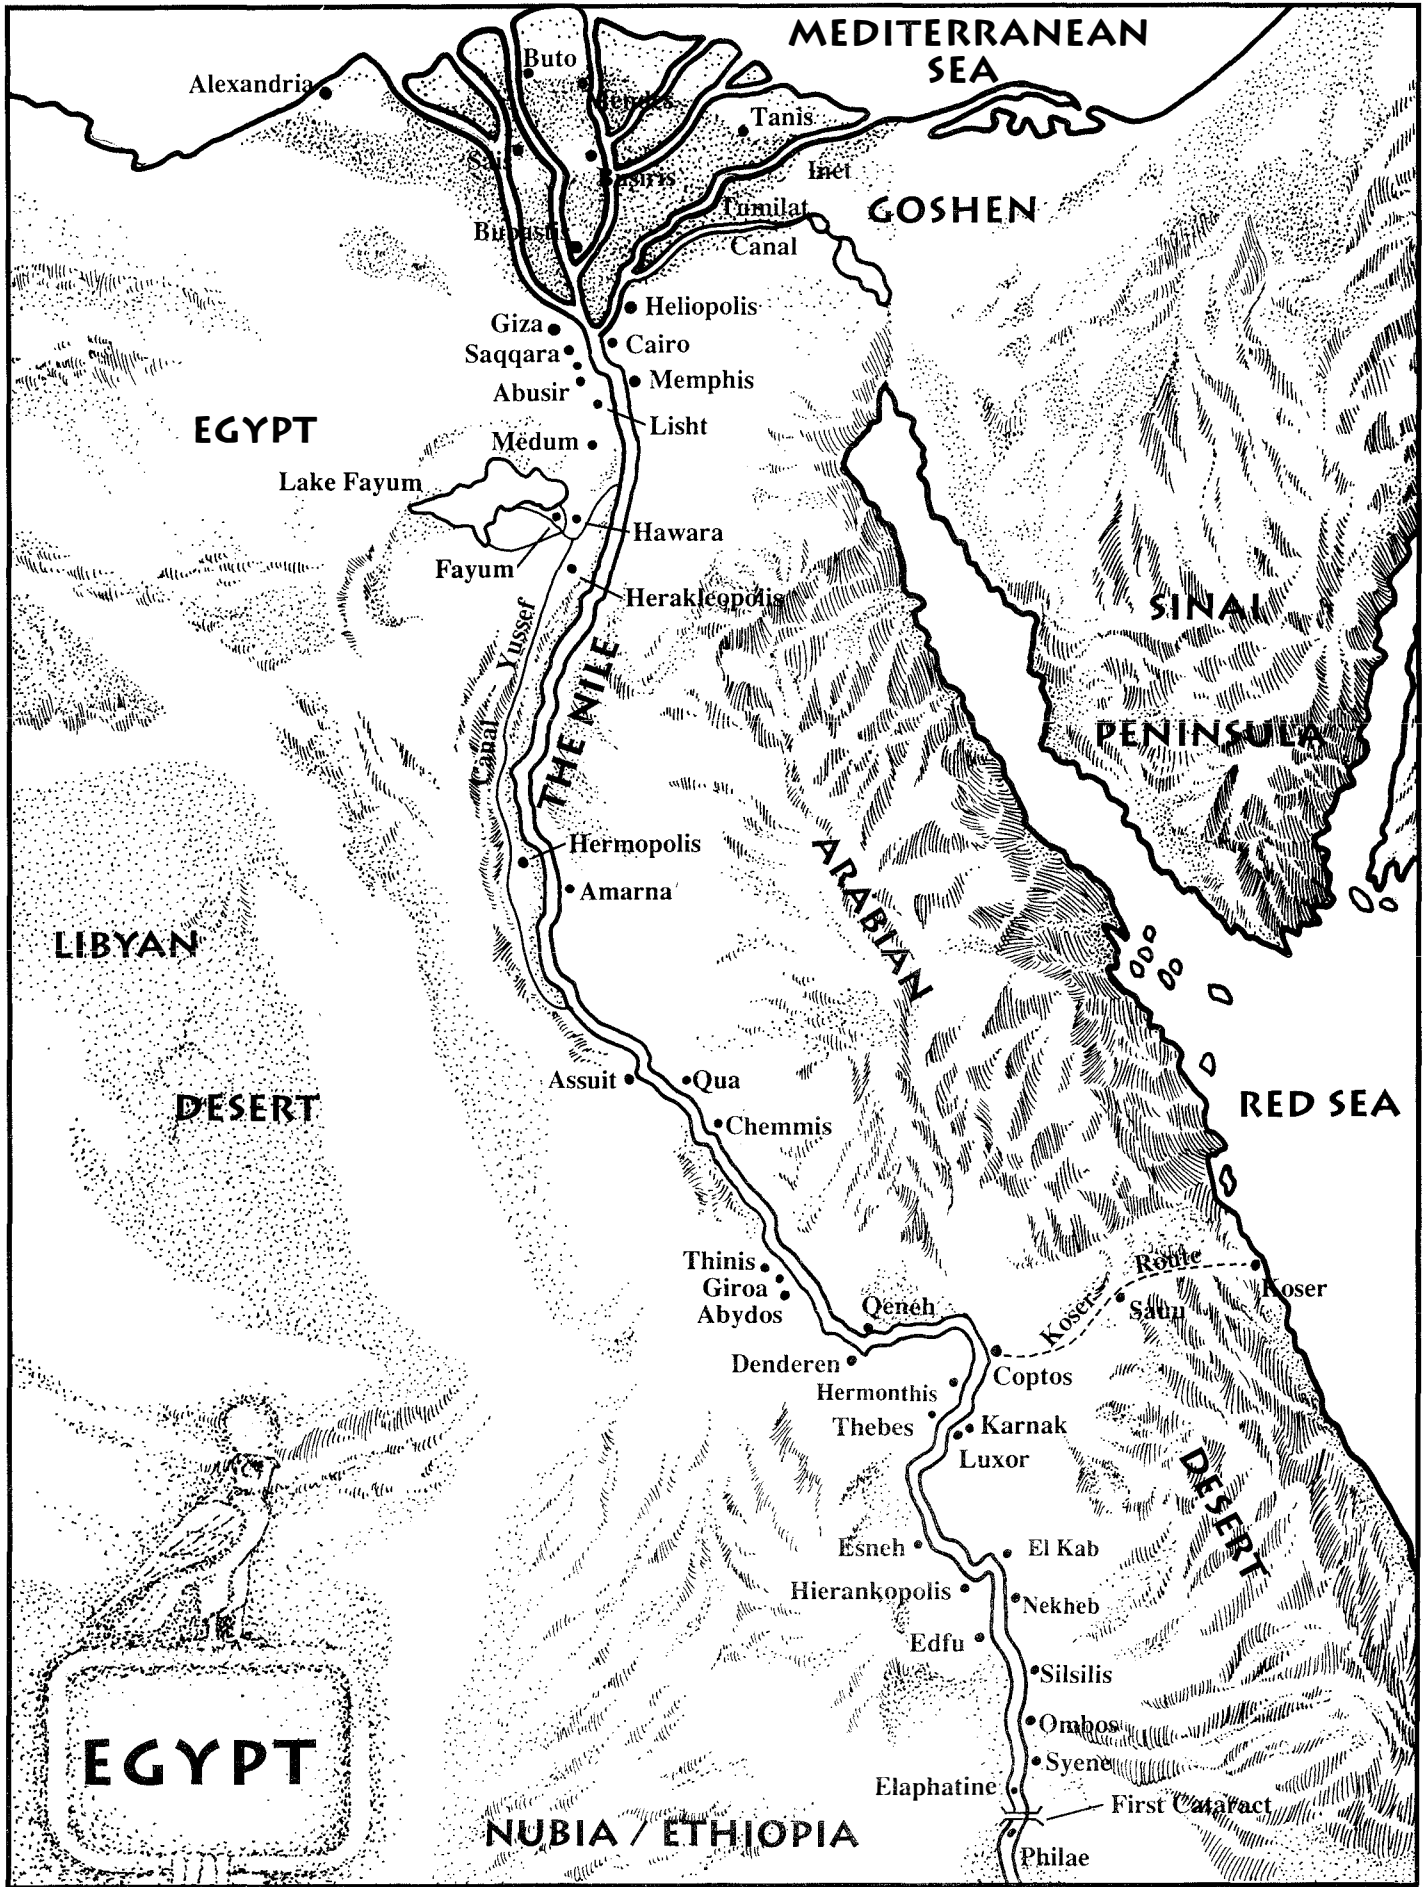 MEDITERRANEAN
SEA
Buto
Alexandria
Mendes
Tanis
Sais
Busiris
Inet
Tumilat
Canal
GOSHEN
Bubastis
Heliopolis
Giza
Cairo
Saqqara
Memphis
Abusir
Lisht
EGYPT
Medum
Lake Fayum
Hawara
Fayum
Herakleopolis
SINAI
PENINSULA
Canal Yussef
THE NILE
Hermopolis
Amarna
ARABIAN
LIBYAN
DESERT
Assuit
Qua
RED SEA
Chemmis
Thinis
Giroa
Abydos
Qeneh
Koser Route
Koser
Denderen
Coptos
Hermonthis
Thebes
Karnak
Luxor
DESERT
Esneh
El Kab
Hierankopolis
Nekheb
Edfu
Silsilis
Ombos
Syene
Elaphatine
First Cataract
Philae
EGYPT
NUBIA / ETHIOPIA